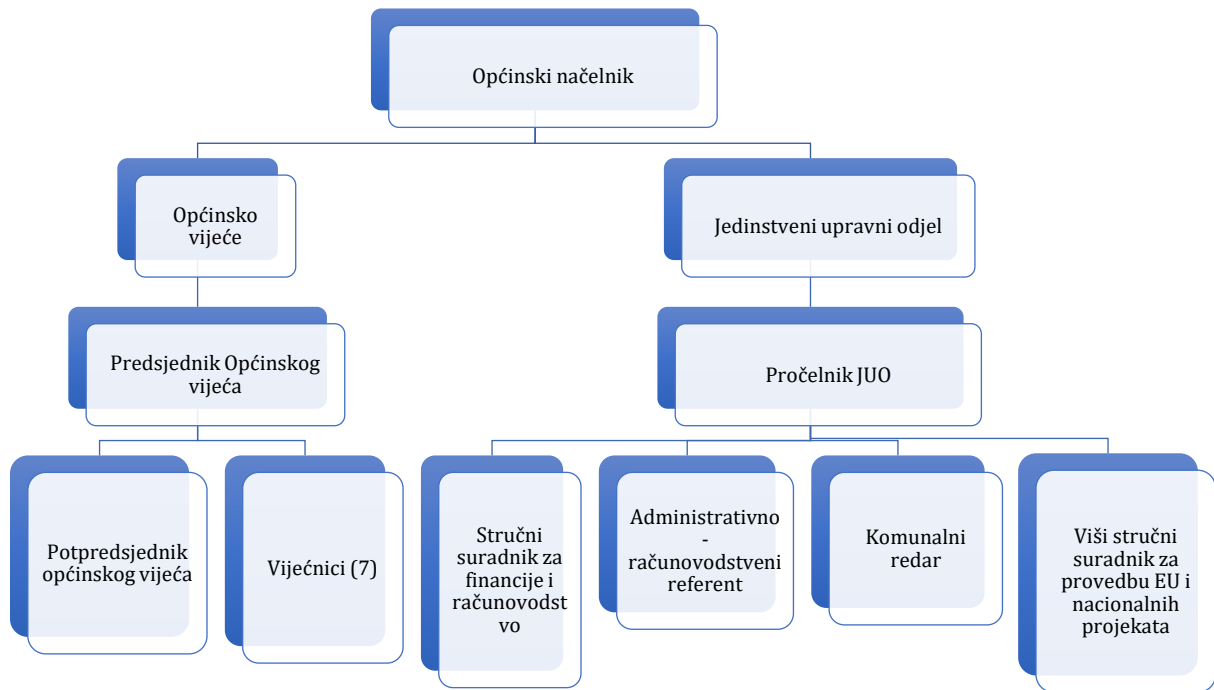 Općinski načelnik
Općinsko
vijeće
Jedinstveni upravni odjel
Predsjednik Općinskog
vijeća
Pročelnik JUO
Potpredsjednik
općinskog vijeća
Vijećnici (7)
Stručni
suradnik za
financije i
računovodst
vo
Administrativno
-
računovodstveni
referent
Komunalni
redar
Viši stručni
suradnik za
provedbu EU i
nacionalnih
projekata